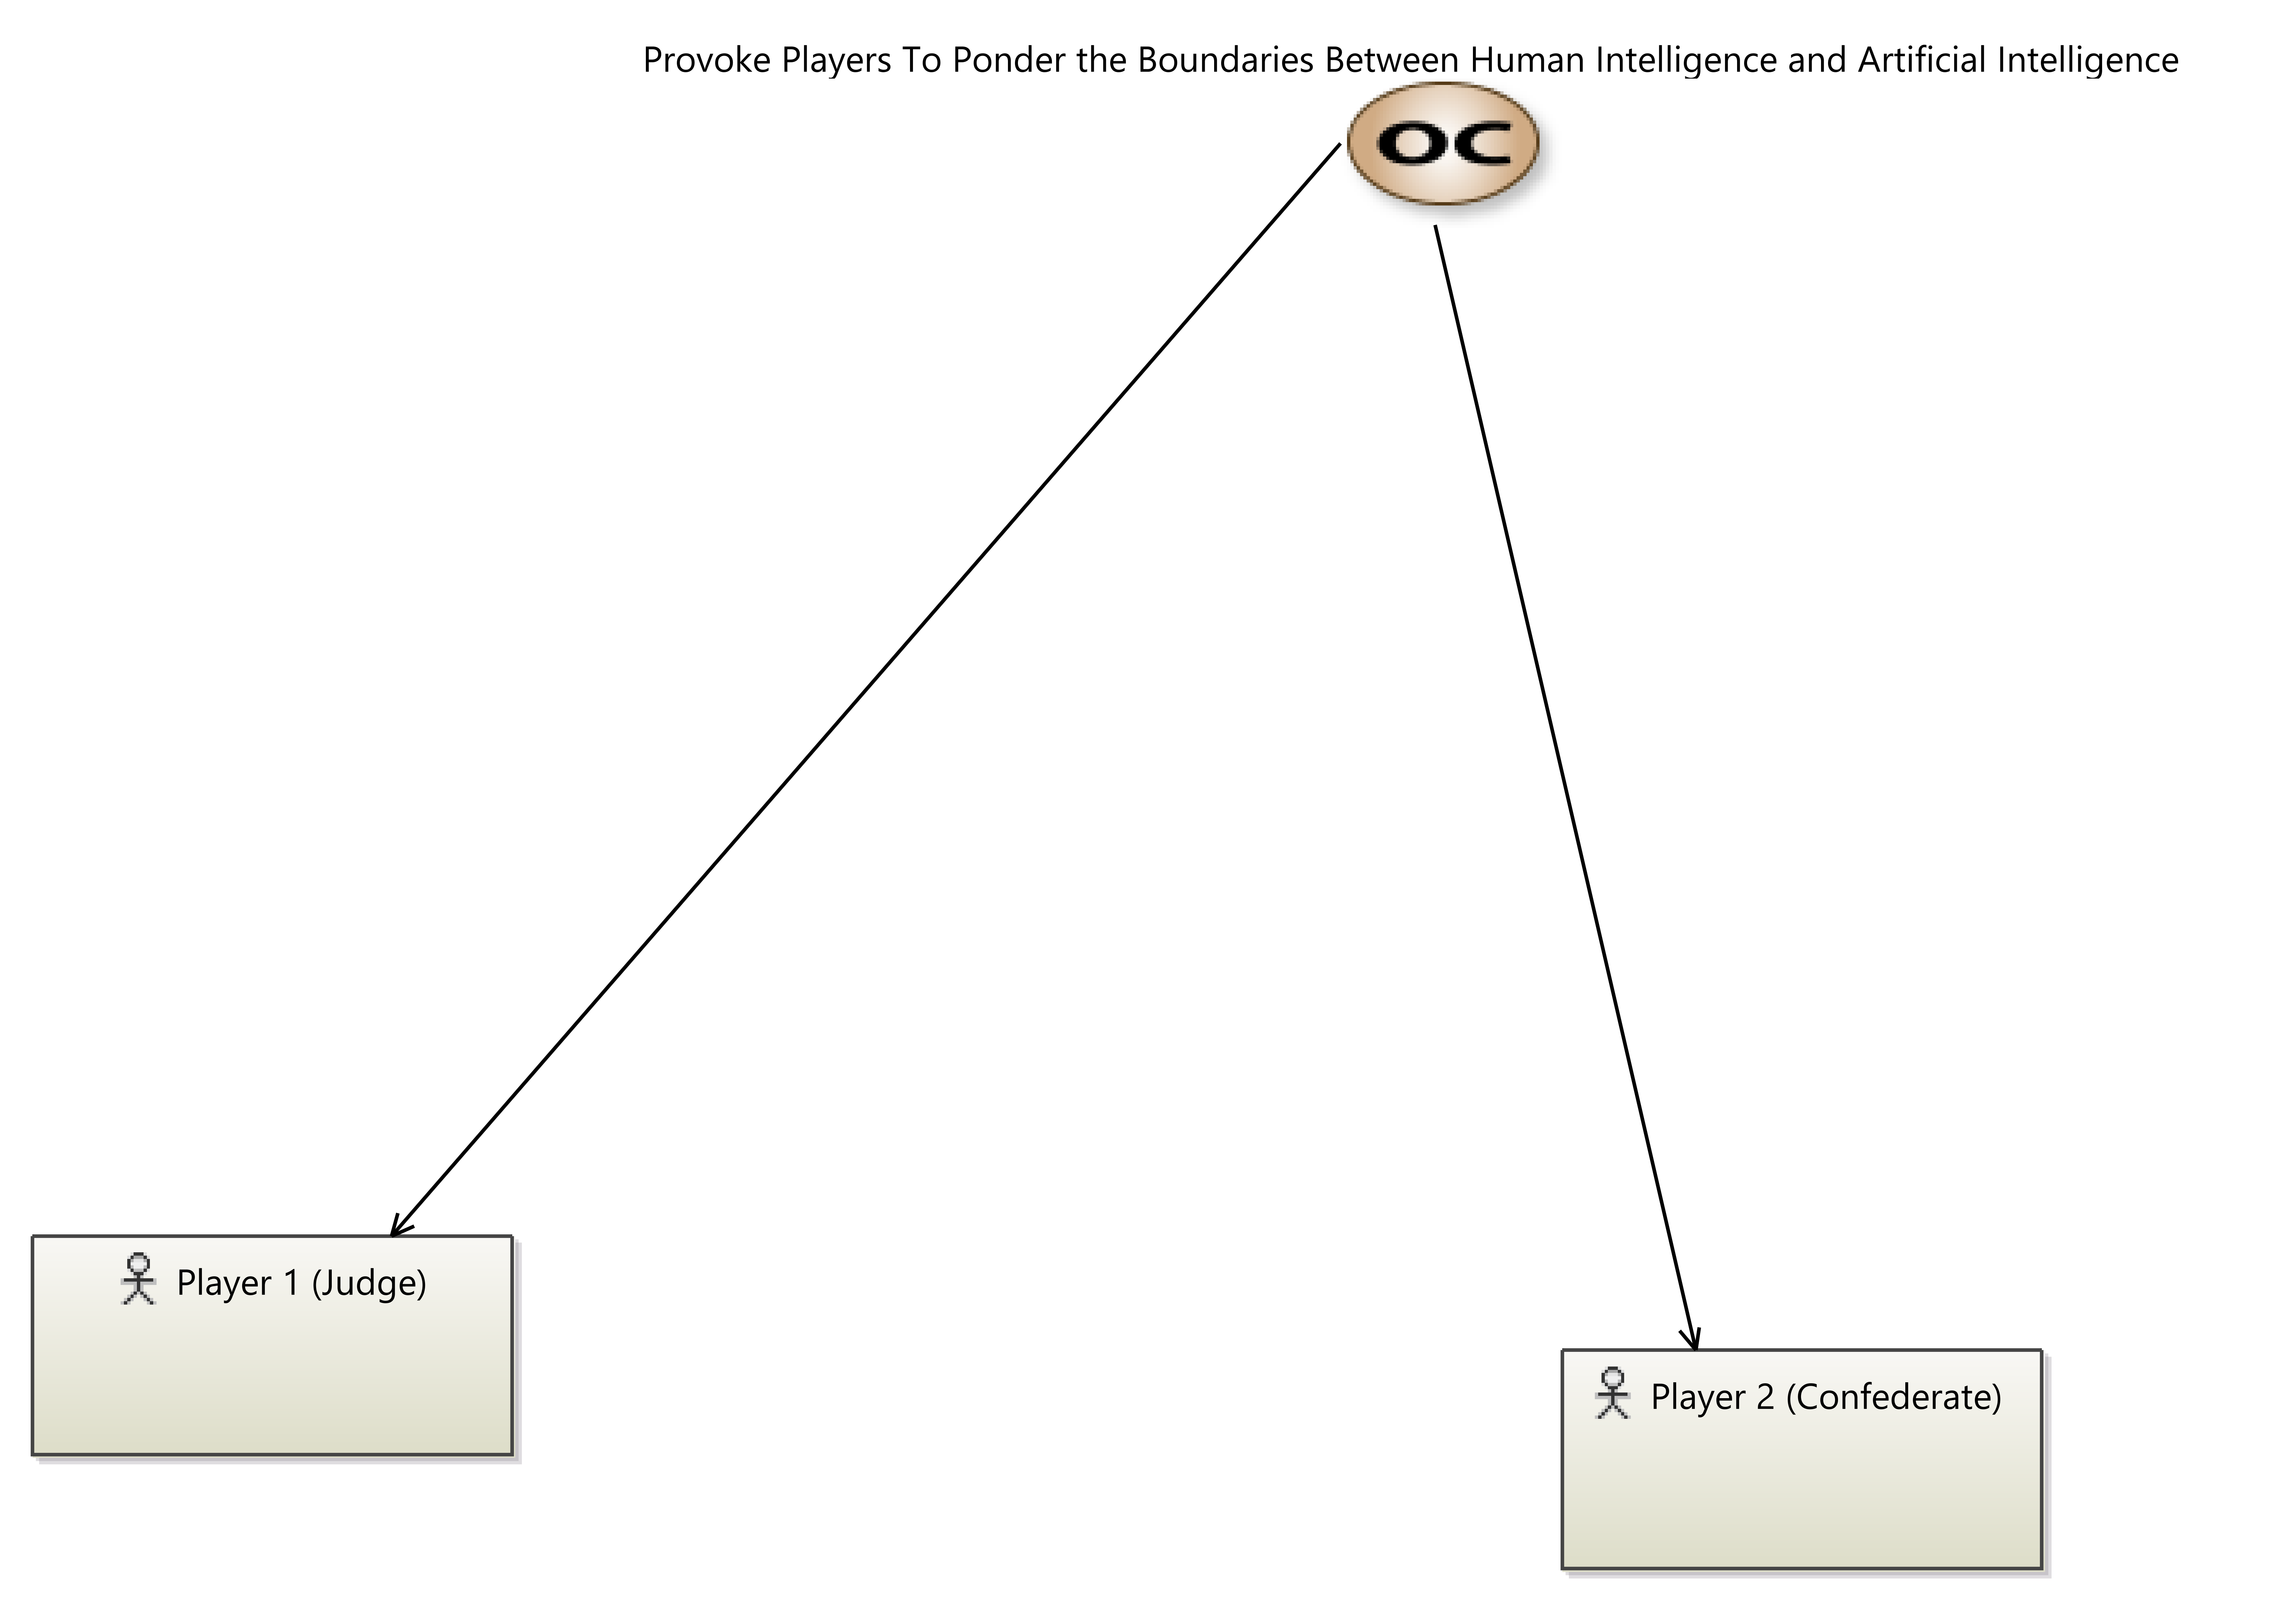 Provoke Players To Ponder the Boundaries Between Human Intelligence and Artificial Intelligence
OC
Player 1 (Judge)
Player 2 (Confederate)